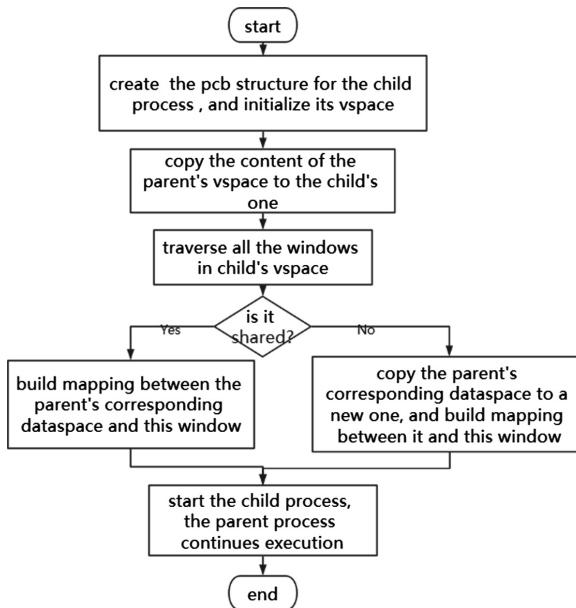 start
create the pcb structure for the child
process , and initialize its vspace
copy the content of the
parent's vspace to the child's
one
traverse all the windows
in child's vspace
is it
shared?
Yes
No
build mapping between the
parent's corresponding
dataspace and this window
copy the parent's
corresponding dataspace to a
new one, and build mapping
between it and this window
start the child process,
the parent process
continues execution
end